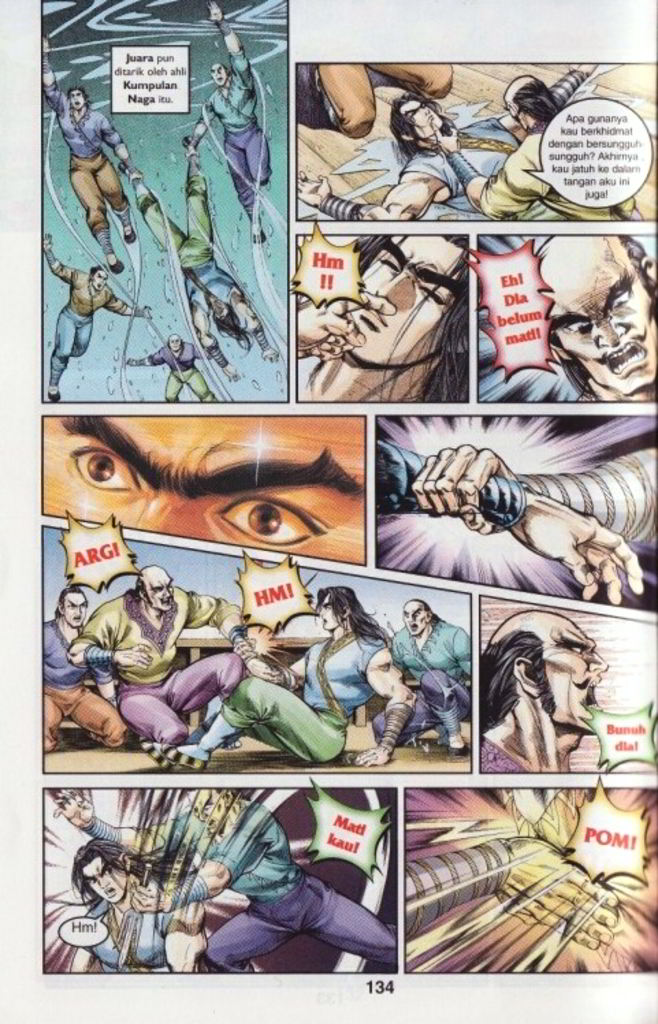 Juara pun
ditarik oleh ahli
Kumpulan
Naga itu.
Apa gunanya
kau berkhidmat
dengan bersungguh-
sungguh? Akhirnya
kau jatuh ke dalam
tangan aku ini
juga!
Hm
!!
Eh!
Dia
belum
mati!
ARG!
HM!
Bunuh
dia!
Mati
kau!
Hm!
POM!
134